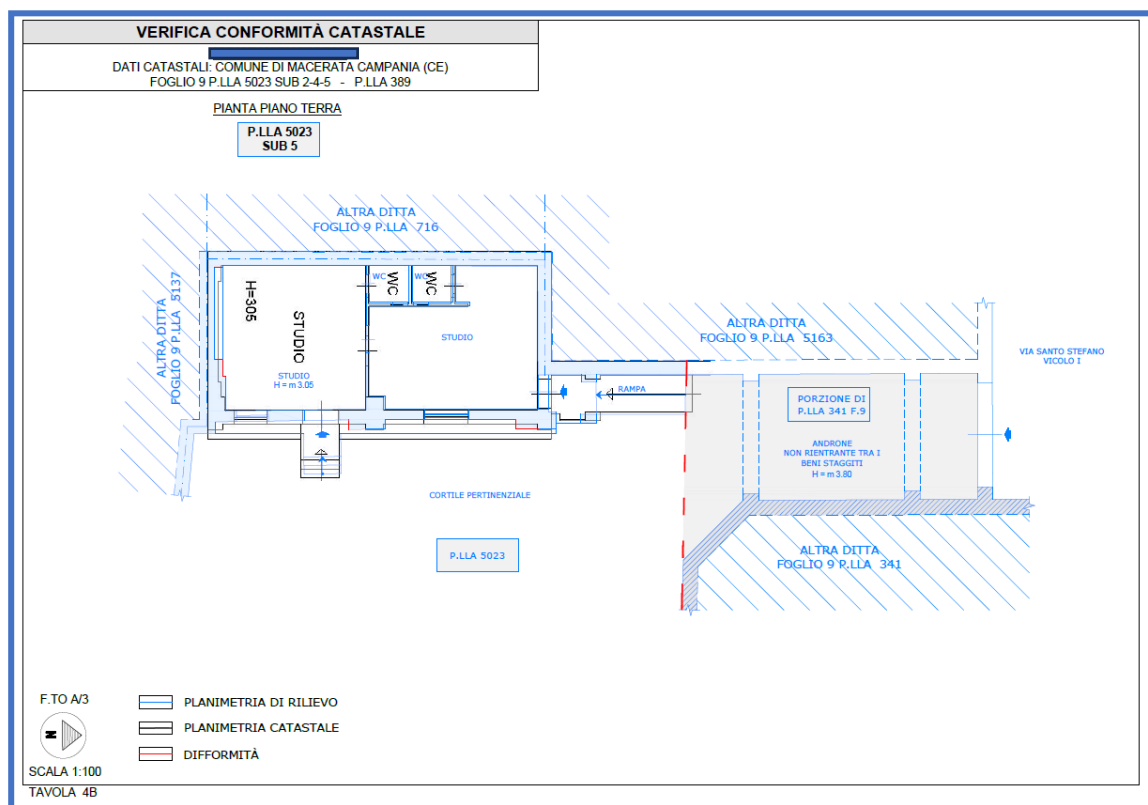 VERIFICA CONFORMITÀ CATASTALE
DATI CATASTALI: COMUNE DI MACERATA CAMPANIA (CE)
FOGLIO 9 P.LLA 5023 SUB 2-4-5 - P.LLA 389
PIANTA PIANO TERRA
P.LLA 5023
SUB 5
ALTRA DITTA
FOGLIO 9 P.LLA 716
ALTRA DITTA
FOGLIO 9 P.LLA 5137
H=305
STUDIO
WC
WC
WC
WC
STUDIO
STUDIO
H = m 3.05
ALTRA DITTA
FOGLIO 9 P.LLA 5163
VIA SANTO STEFANO
VICOLO I
RAMPA
PORZIONE DI
P.LLA 341 F.9
ANDRONE
NON RIENTRANTE TRA I
BENI STAGGITI
H = m 3.80
CORTILE PERTINENZIALE
P.LLA 5023
ALTRA DITTA
FOGLIO 9 P.LLA 341
F.TO A/3
N
SCALA 1:100
TAVOLA 4B
PLANIMETRIA DI RILIEVO
PLANIMETRIA CATASTALE
DIFFORMITÀ